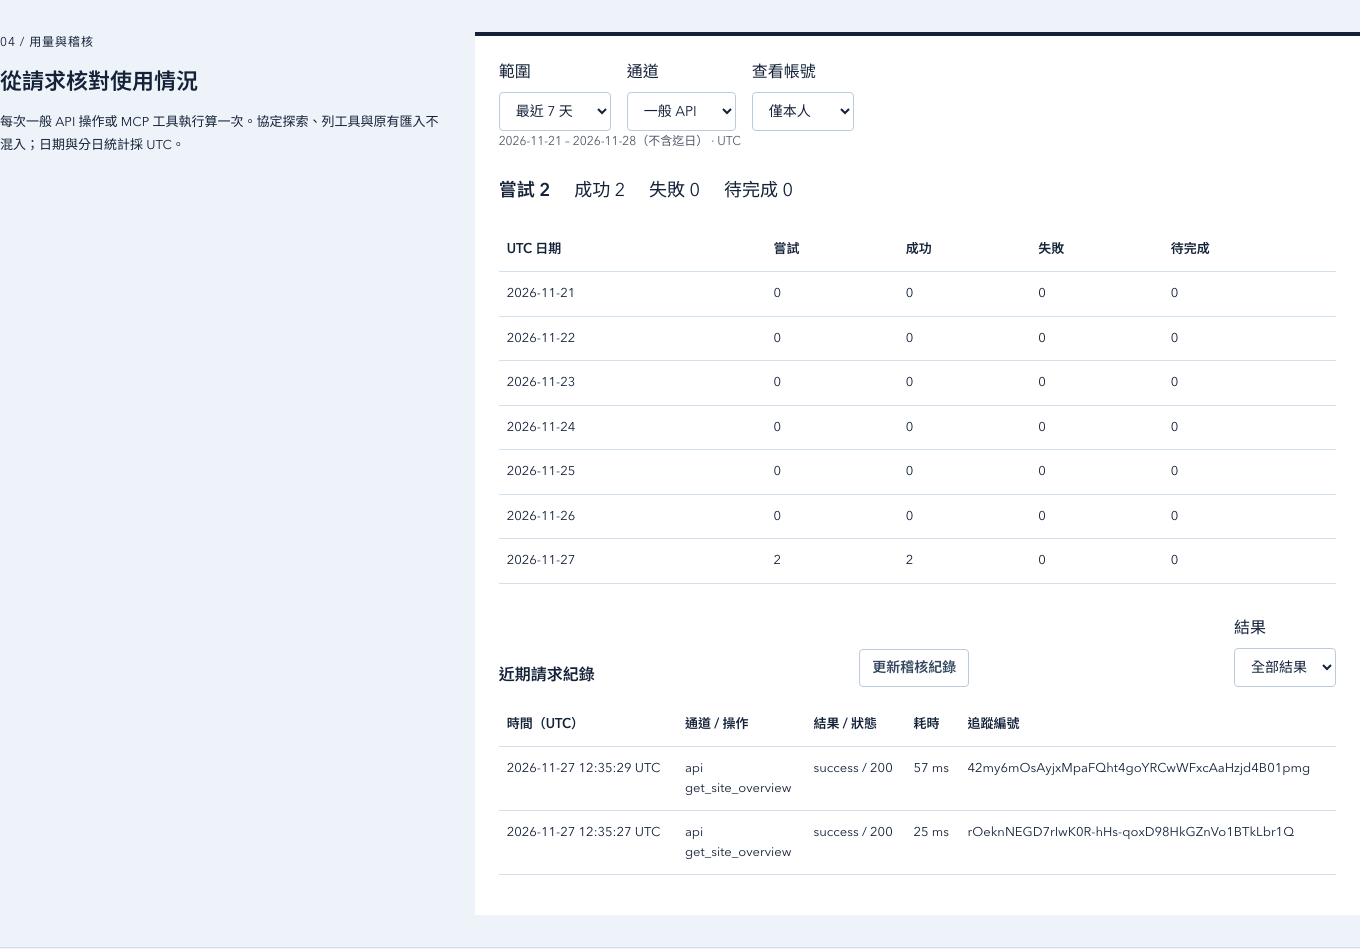 04 / 用量與稽核
從請求核對使用情況
每次一般 API 操作或 MCP 工具執行算一次。協定探索、列工具與原有匯入不
混入；日期與分日統計採 UTC。
範圍 通道 查看帳號
最近 7 天 一般 API 僅本人
2026-11-21 – 2026-11-28（不含迄日） · UTC
嘗試 2 成功 2 失敗 0 待完成 0
UTC 日期 嘗試 成功 失敗 待完成
2026-11-21 0 0 0 0
2026-11-22 0 0 0 0
2026-11-23 0 0 0 0
2026-11-24 0 0 0 0
2026-11-25 0 0 0 0
2026-11-26 0 0 0 0
2026-11-27 2 2 0 0
結果
近期請求紀錄 更新稽核紀錄 全部結果
時間（UTC） 通道 / 操作 結果 / 狀態 耗時 追蹤編號
2026-11-27 12:35:29 UTC api success / 200 57 ms 42my6mOsAyjxMpaFQht4goYRCwWFxcAaHzjd4B01pmg
get_site_overview
2026-11-27 12:35:27 UTC api success / 200 25 ms rOeknNEGD7rlwK0R-hHs-qoxD98HkGZnVo1BTkLbr1Q
get_site_overview